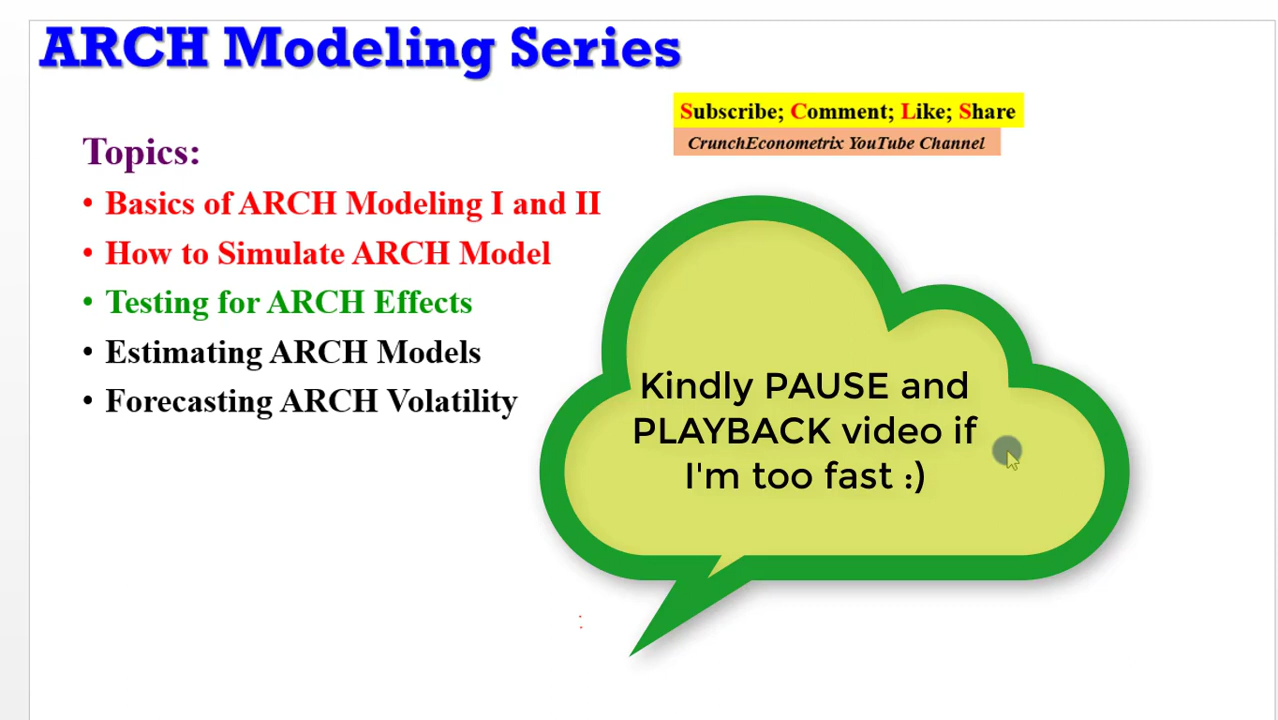 ARCH Modeling Series
Subscribe; Comment; Like; Share
CrunchEconometrix YouTube Channel
Topics:
• Basics of ARCH Modeling I and II
• How to Simulate ARCH Model
• Testing for ARCH Effects
• Estimating ARCH Models
• Forecasting ARCH Volatility
Kindly PAUSE and
PLAYBACK video if
I'm too fast :)